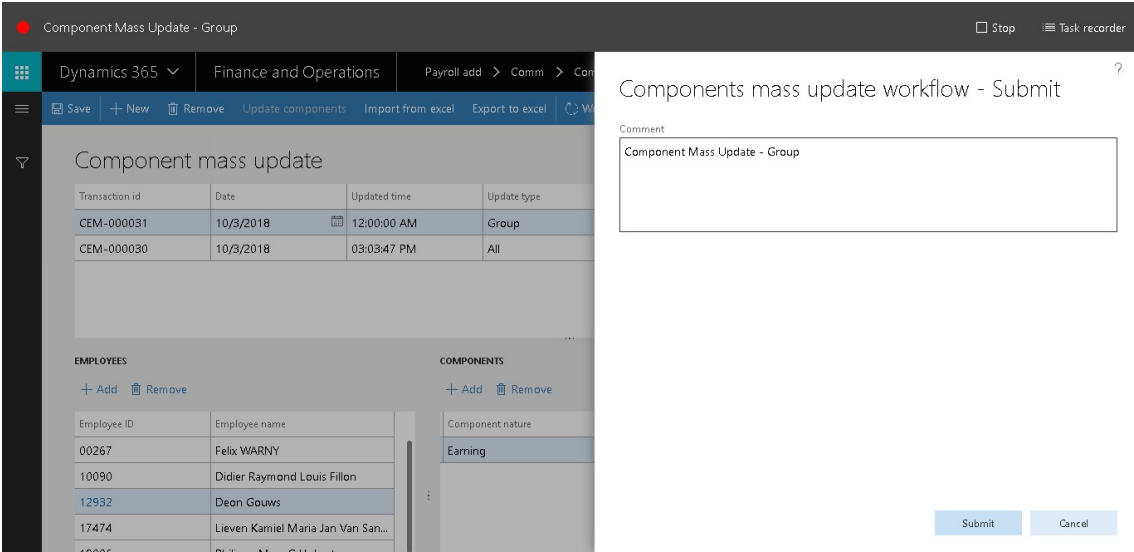 Component Mass Update - Group
Stop
Task recorder
Dynamics 365
Finance and Operations
Payroll add > Comm > Com
?
Save
New
Remove
Update components
Import from excel
Export to excel
Component mass update
Transaction id Date Updated time Update type
CEM-000031 10/3/2018 12:00:00 AM Group
CEM-000030 10/3/2018 03:03:47 PM All
EMPLOYEES
Add Remove
Employee ID Employee name
00267 Felix WARNY
10090 Didier Raymond Louis Fillon
12932 Deon Gouws
17474 Lieven Kamiel Maria Jan Van San...
COMPONENTS
Add Remove
Component nature
Earning
Components mass update workflow - Submit
Comment
Component Mass Update - Group
Submit
Cancel